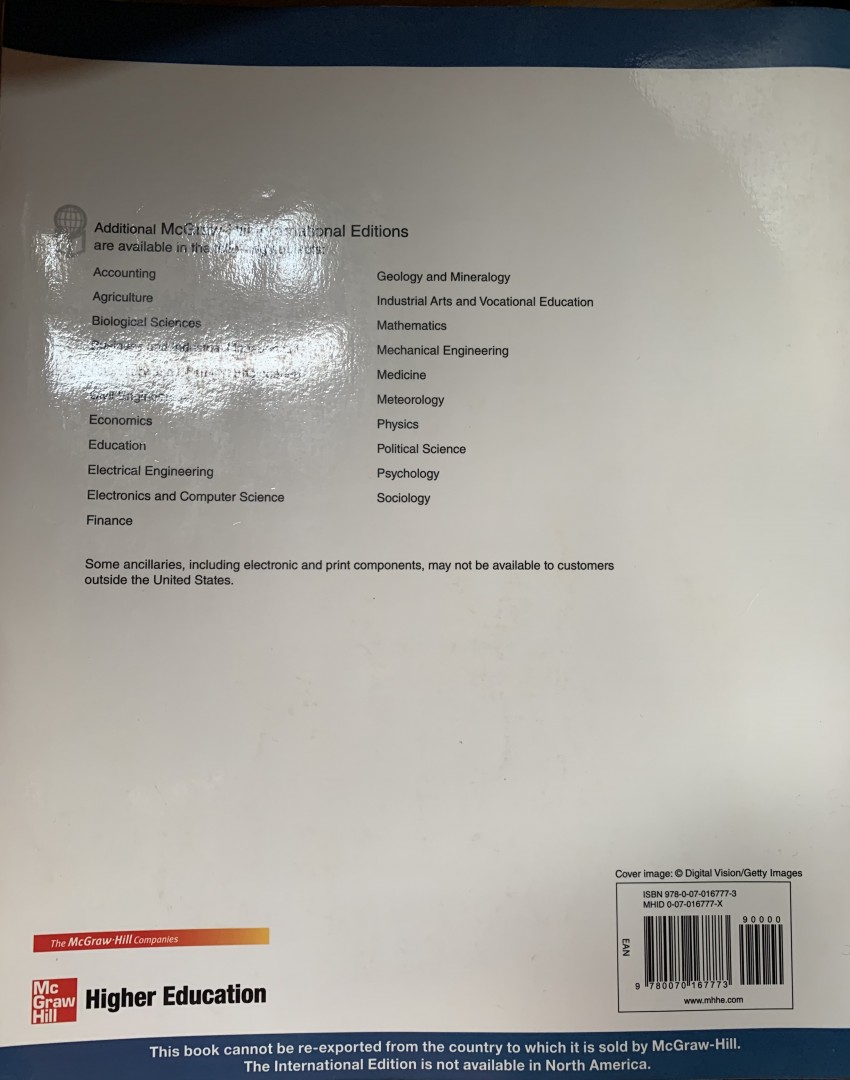 Additional McGraw-Hill International Editions
are available in the following subjects:
Accounting
Agriculture
Biological Sciences
Business and Industrial
Economics
Education
Electrical Engineering
Electronics and Computer Science
Finance
Geology and Mineralogy
Industrial Arts and Vocational Education
Mathematics
Mechanical Engineering
Medicine
Meteorology
Physics
Political Science
Psychology
Sociology
Some ancillaries, including electronic and print components, may not be available to customers
outside the United States.
Cover image: © Digital Vision/Getty Images
ISBN 978-0-07-016777-3
MHID 0-07-016777-X
90000
EAN
9 780070 167773
www.mhhe.com
The McGraw·Hill Companies
Mc
Graw
Hill
Higher Education
This book cannot be re-exported from the country to which it is sold by McGraw-Hill.
The International Edition is not available in North America.